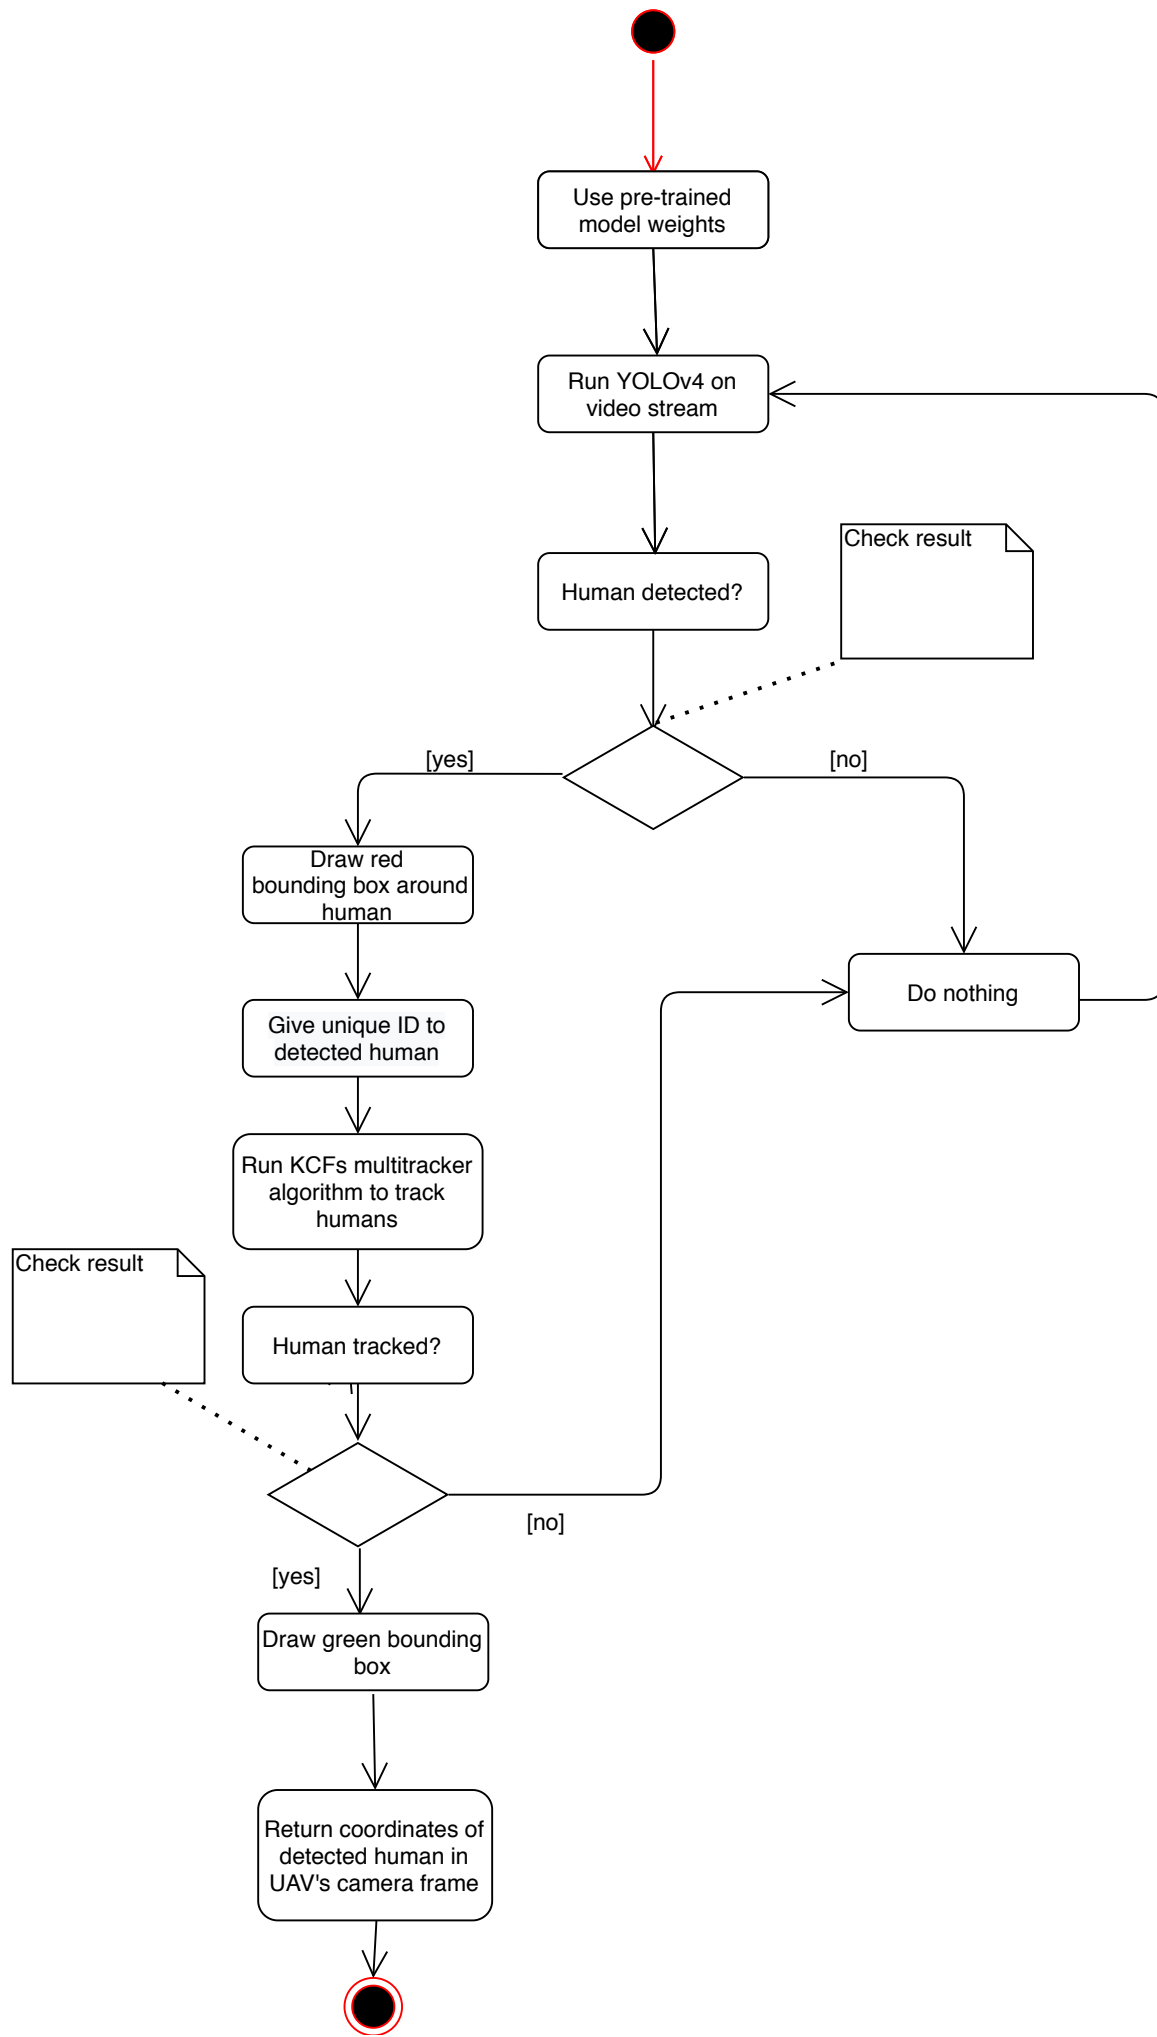 Use pre-trained
model weights
Run YOLOv4 on
video stream
Check result
Human detected?
[yes]
[no]
Draw red
bounding box around
human
Do nothing
Give unique ID to
detected human
Run KCFs multitracker
algorithm to track
humans
Check result
Human tracked?
[no]
[yes]
Draw green bounding
box
Return coordinates of
detected human in
UAV's camera frame